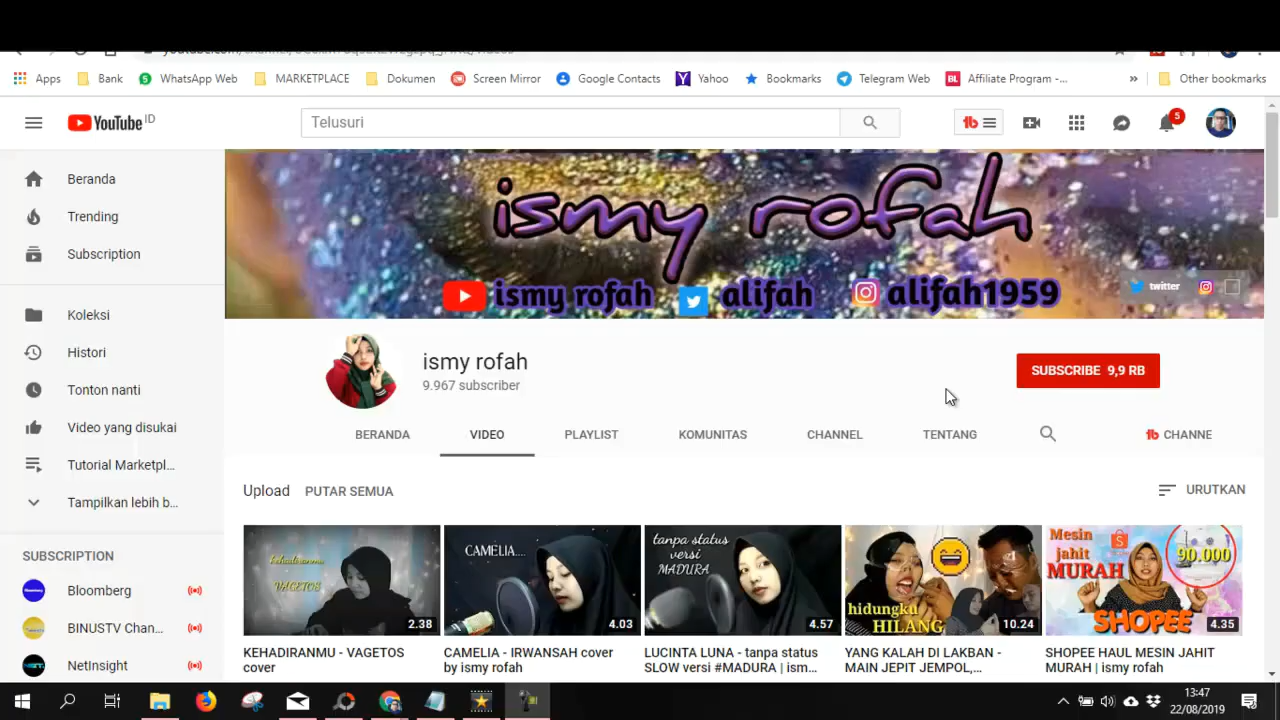 Apps Bank WhatsApp Web MARKETPLACE Dokumen Screen Mirror Google Contacts Yahoo Bookmarks Telegram Web BL Affiliate Program -... » Other bookmarks
YouTube ID
Telusuri
5
Beranda
Trending
Subscription
Koleksi
Histori
Tonton nanti
Video yang disukai
Tutorial Marketpl...
Tampilkan lebih b...
SUBSCRIPTION
Bloomberg
BINUSTV Chan...
NetInsight
ismy rofah
ismy rofah alifah alifah1959
twitter
ismy rofah
9.967 subscriber
SUBSCRIBE 9,9 RB
BERANDA VIDEO PLAYLIST KOMUNITAS CHANNEL TENTANG CHANNE
Upload PUTAR SEMUA
URUTKAN
kehadiranmu
VAGETOS
2.38
KEHADIRANMU - VAGETOS
cover
CAMELIA....
4.03
CAMELIA - IRWANSAH cover
by ismy rofah
tanpa status
versi
MADURA
4.57
LUCINTA LUNA - tanpa status
SLOW versi #MADURA | ism...
hidungku
HILANG
10.24
YANG KALAH DI LAKBAN -
MAIN JEPIT JEMPOL,...
Mesin
jahit
MURAH
90.000
SHOPEE
4.35
SHOPEE HAUL MESIN JAHIT
MURAH | ismy rofah
13:47
22/08/2019